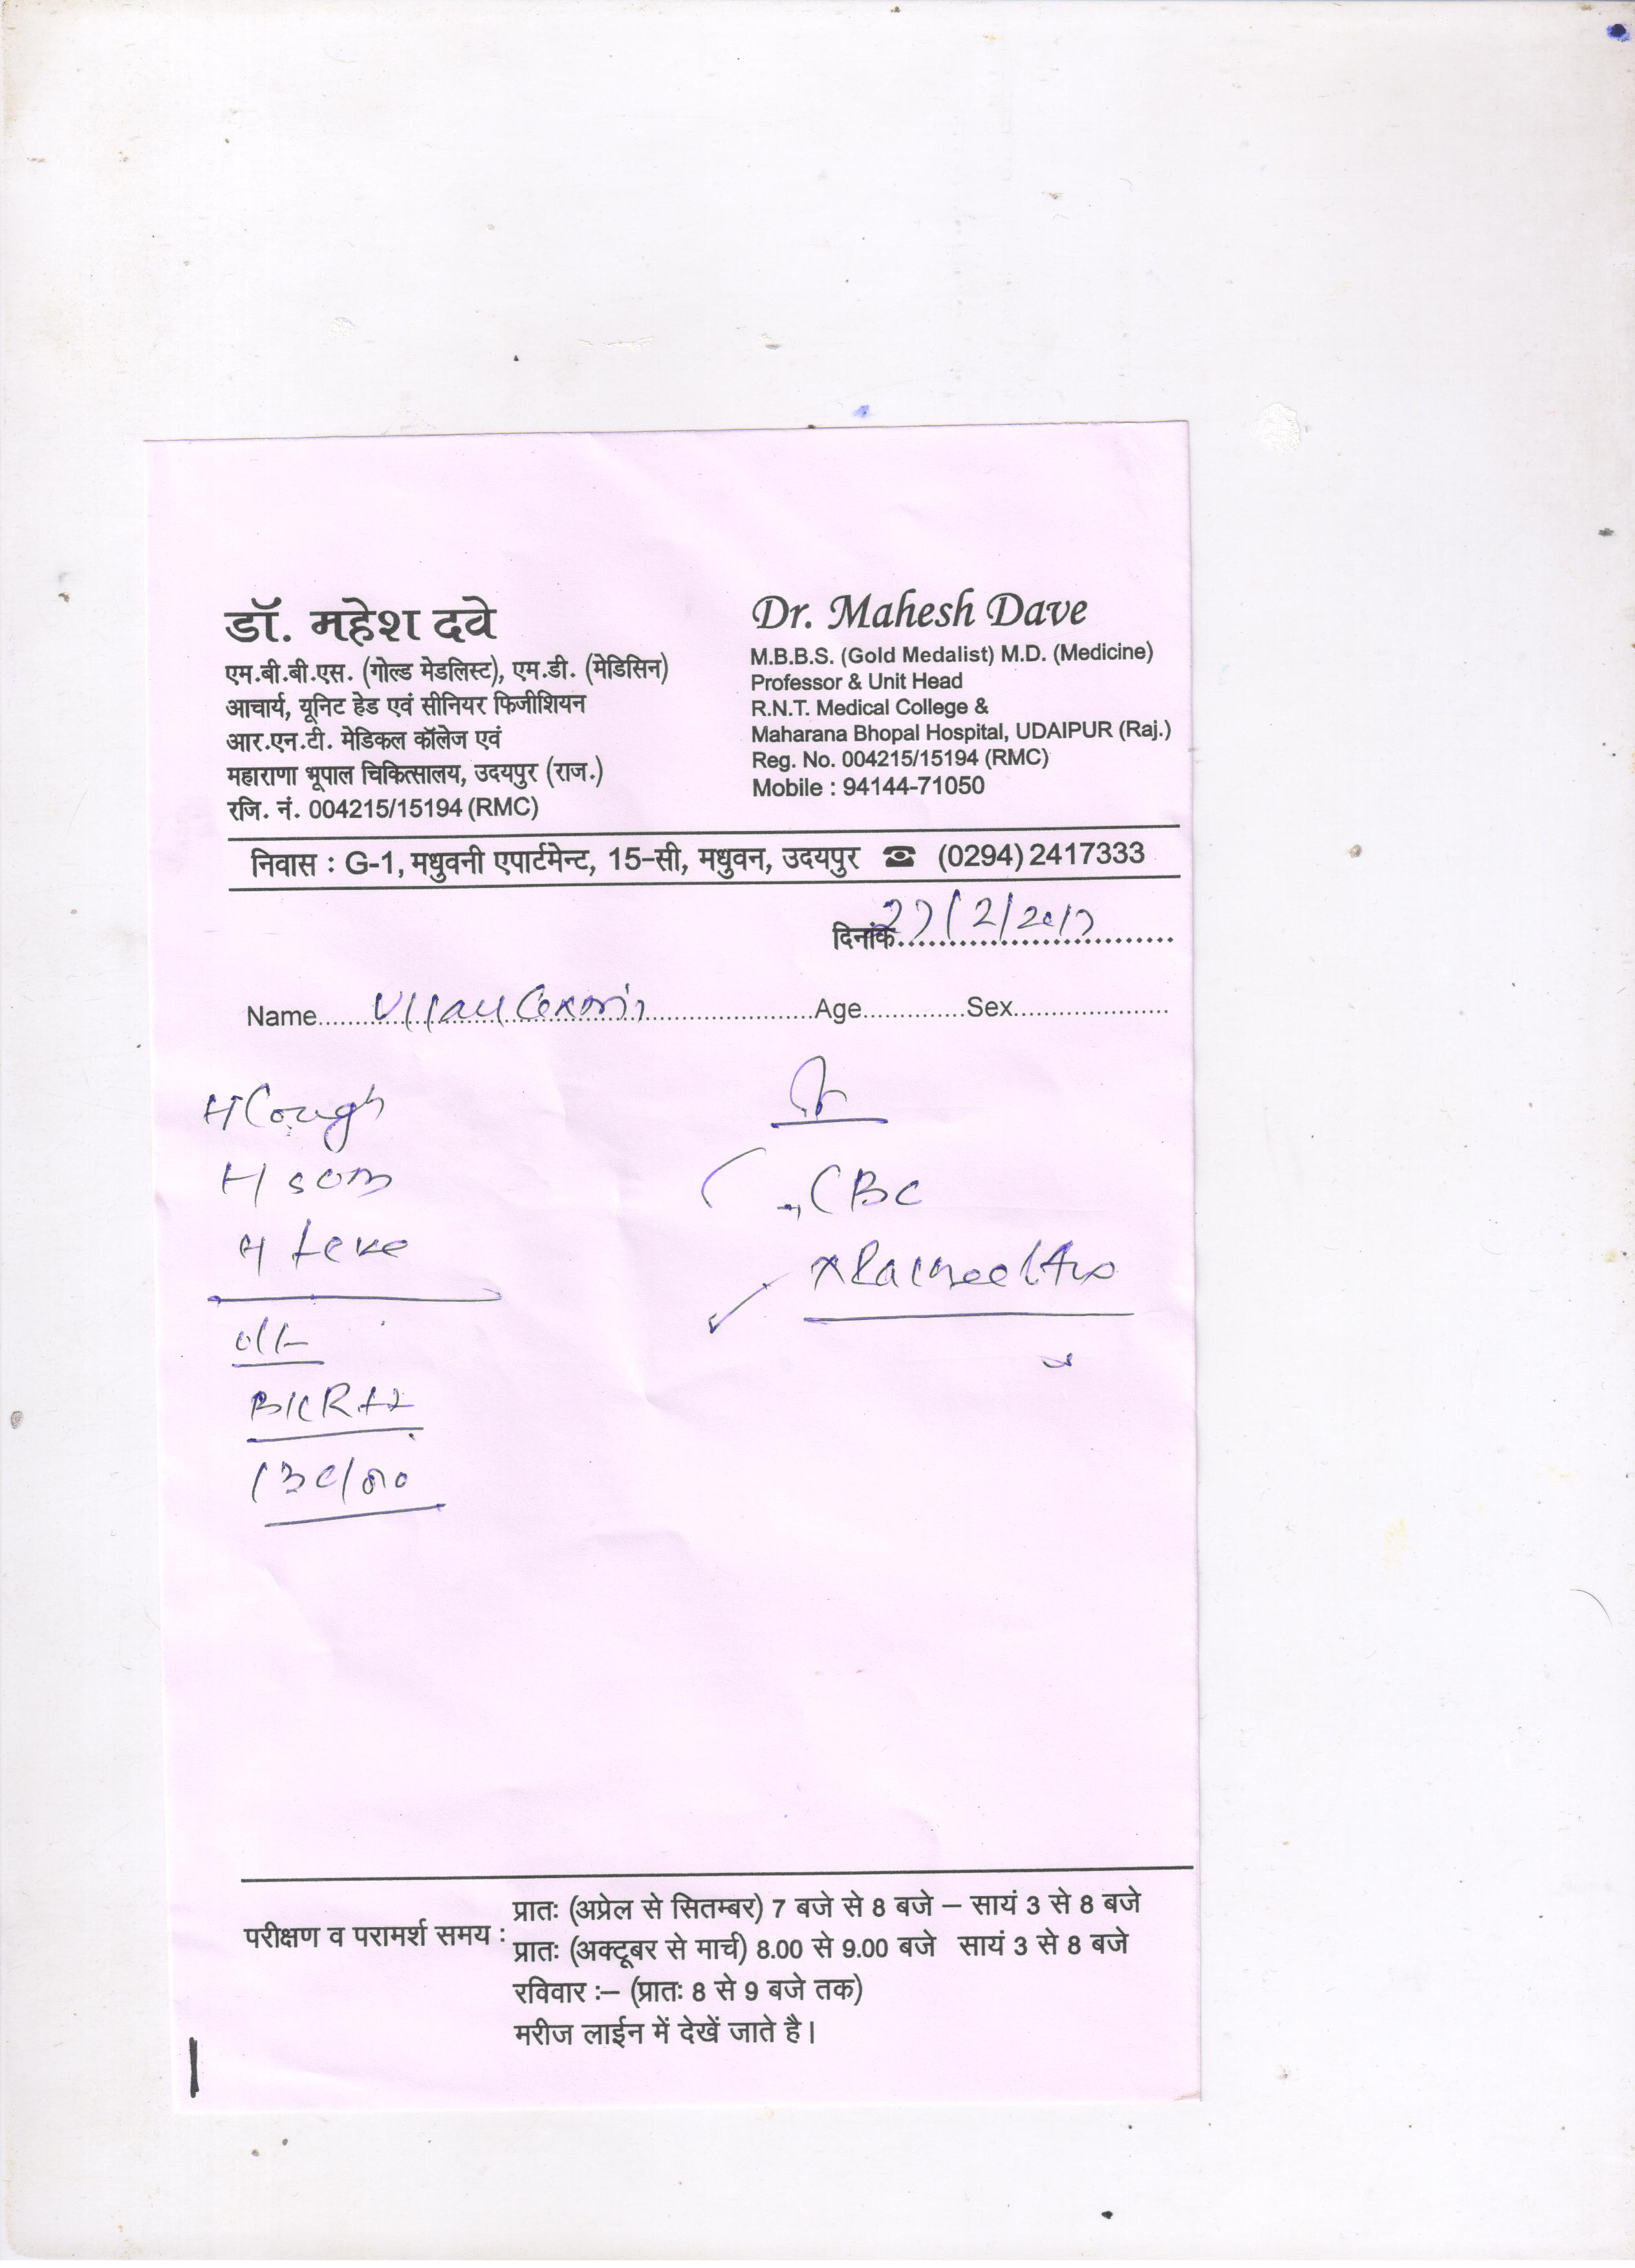 डॉ. महेश दवे
एम.बी.बी.एस. (गोल्ड मेडलिस्ट), एम.डी. (मेडिसिन)
आचार्य, यूनिट हेड एवं सीनियर फिजीशियन
आर.एन.टी. मेडिकल कॉलेज एवं
महाराणा भूपाल चिकित्सालय, उदयपुर (राज.)
रजि. नं. 004215/15194 (RMC)
Dr. Mahesh Dave
M.B.B.S. (Gold Medalist) M.D. (Medicine)
Professor & Unit Head
R.N.T. Medical College &
Maharana Bhopal Hospital, UDAIPUR (Raj.)
Reg. No. 004215/15194 (RMC)
Mobile : 94144-71050
निवास : G-1, मधुवनी एपार्टमेन्ट, 15-सी, मधुवन, उदयपुर ☎ (0294) 2417333
दिनांक 27/2/2017
Name Age Sex
H Cough
H SOB
H
O/E
CBC
परीक्षण व परामर्श समय :
प्रातः (अप्रेल से सितम्बर) 7 बजे से 8 बजे – सायं 3 से 8 बजे
प्रातः (अक्टूबर से मार्च) 8.00 से 9.00 बजे सायं 3 से 8 बजे
रविवार :– (प्रातः 8 से 9 बजे तक)
मरीज लाईन में देखें जाते है।